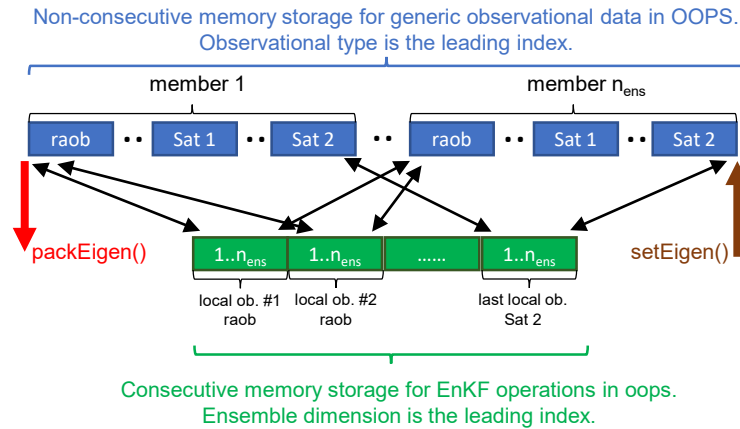 Non-consecutive memory storage for generic observational data in OOPS.
Observational type is the leading index.
member 1
member nₑₙₛ
raob
Sat 1
Sat 2
raob
Sat 1
Sat 2
packEigen()
setEigen()
1..nₑₙₛ
1..nₑₙₛ
......
1..nₑₙₛ
local ob. #1
raob
local ob. #2
raob
last local ob.
Sat 2
Consecutive memory storage for EnKF operations in oops.
Ensemble dimension is the leading index.